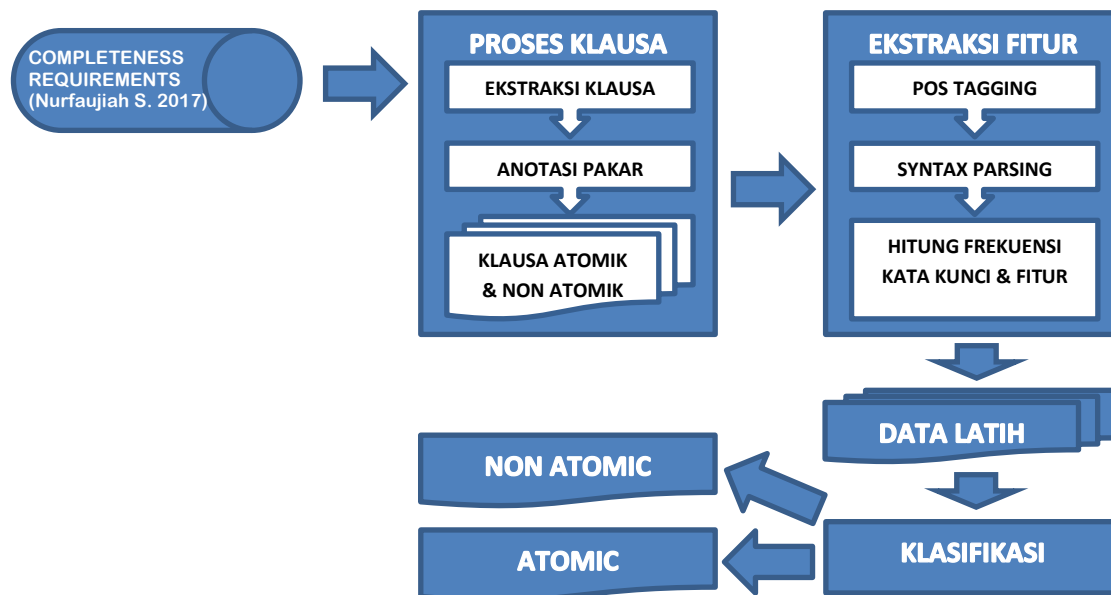 COMPLETENESS
REQUIREMENTS
(Nurfaujiah S. 2017)
PROSES KLAUSA
EKSTRAKSI KLAUSA
ANOTASI PAKAR
KLAUSA ATOMIK
& NON ATOMIK
EKSTRAKSI FITUR
POS TAGGING
SYNTAX PARSING
HITUNG FREKUENSI
KATA KUNCI & FITUR
DATA LATIH
KLASIFIKASI
NON ATOMIC
ATOMIC